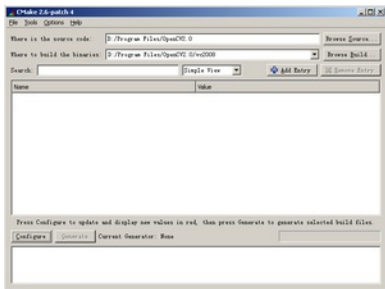 CMake 2.6-patch 4
File Tools Options Help
Where is the source code: D:/Program Files/OpenCV2.0 Browse Source...
Where to build the binaries: D:/Program Files/OpenCV2.0/vs2008 Browse Build...
Search: Simple View Add Entry Remove Entry
Name Value
Press Configure to update and display new values in red, then press Generate to generate selected build files.
Configure Generate Current Generator: None